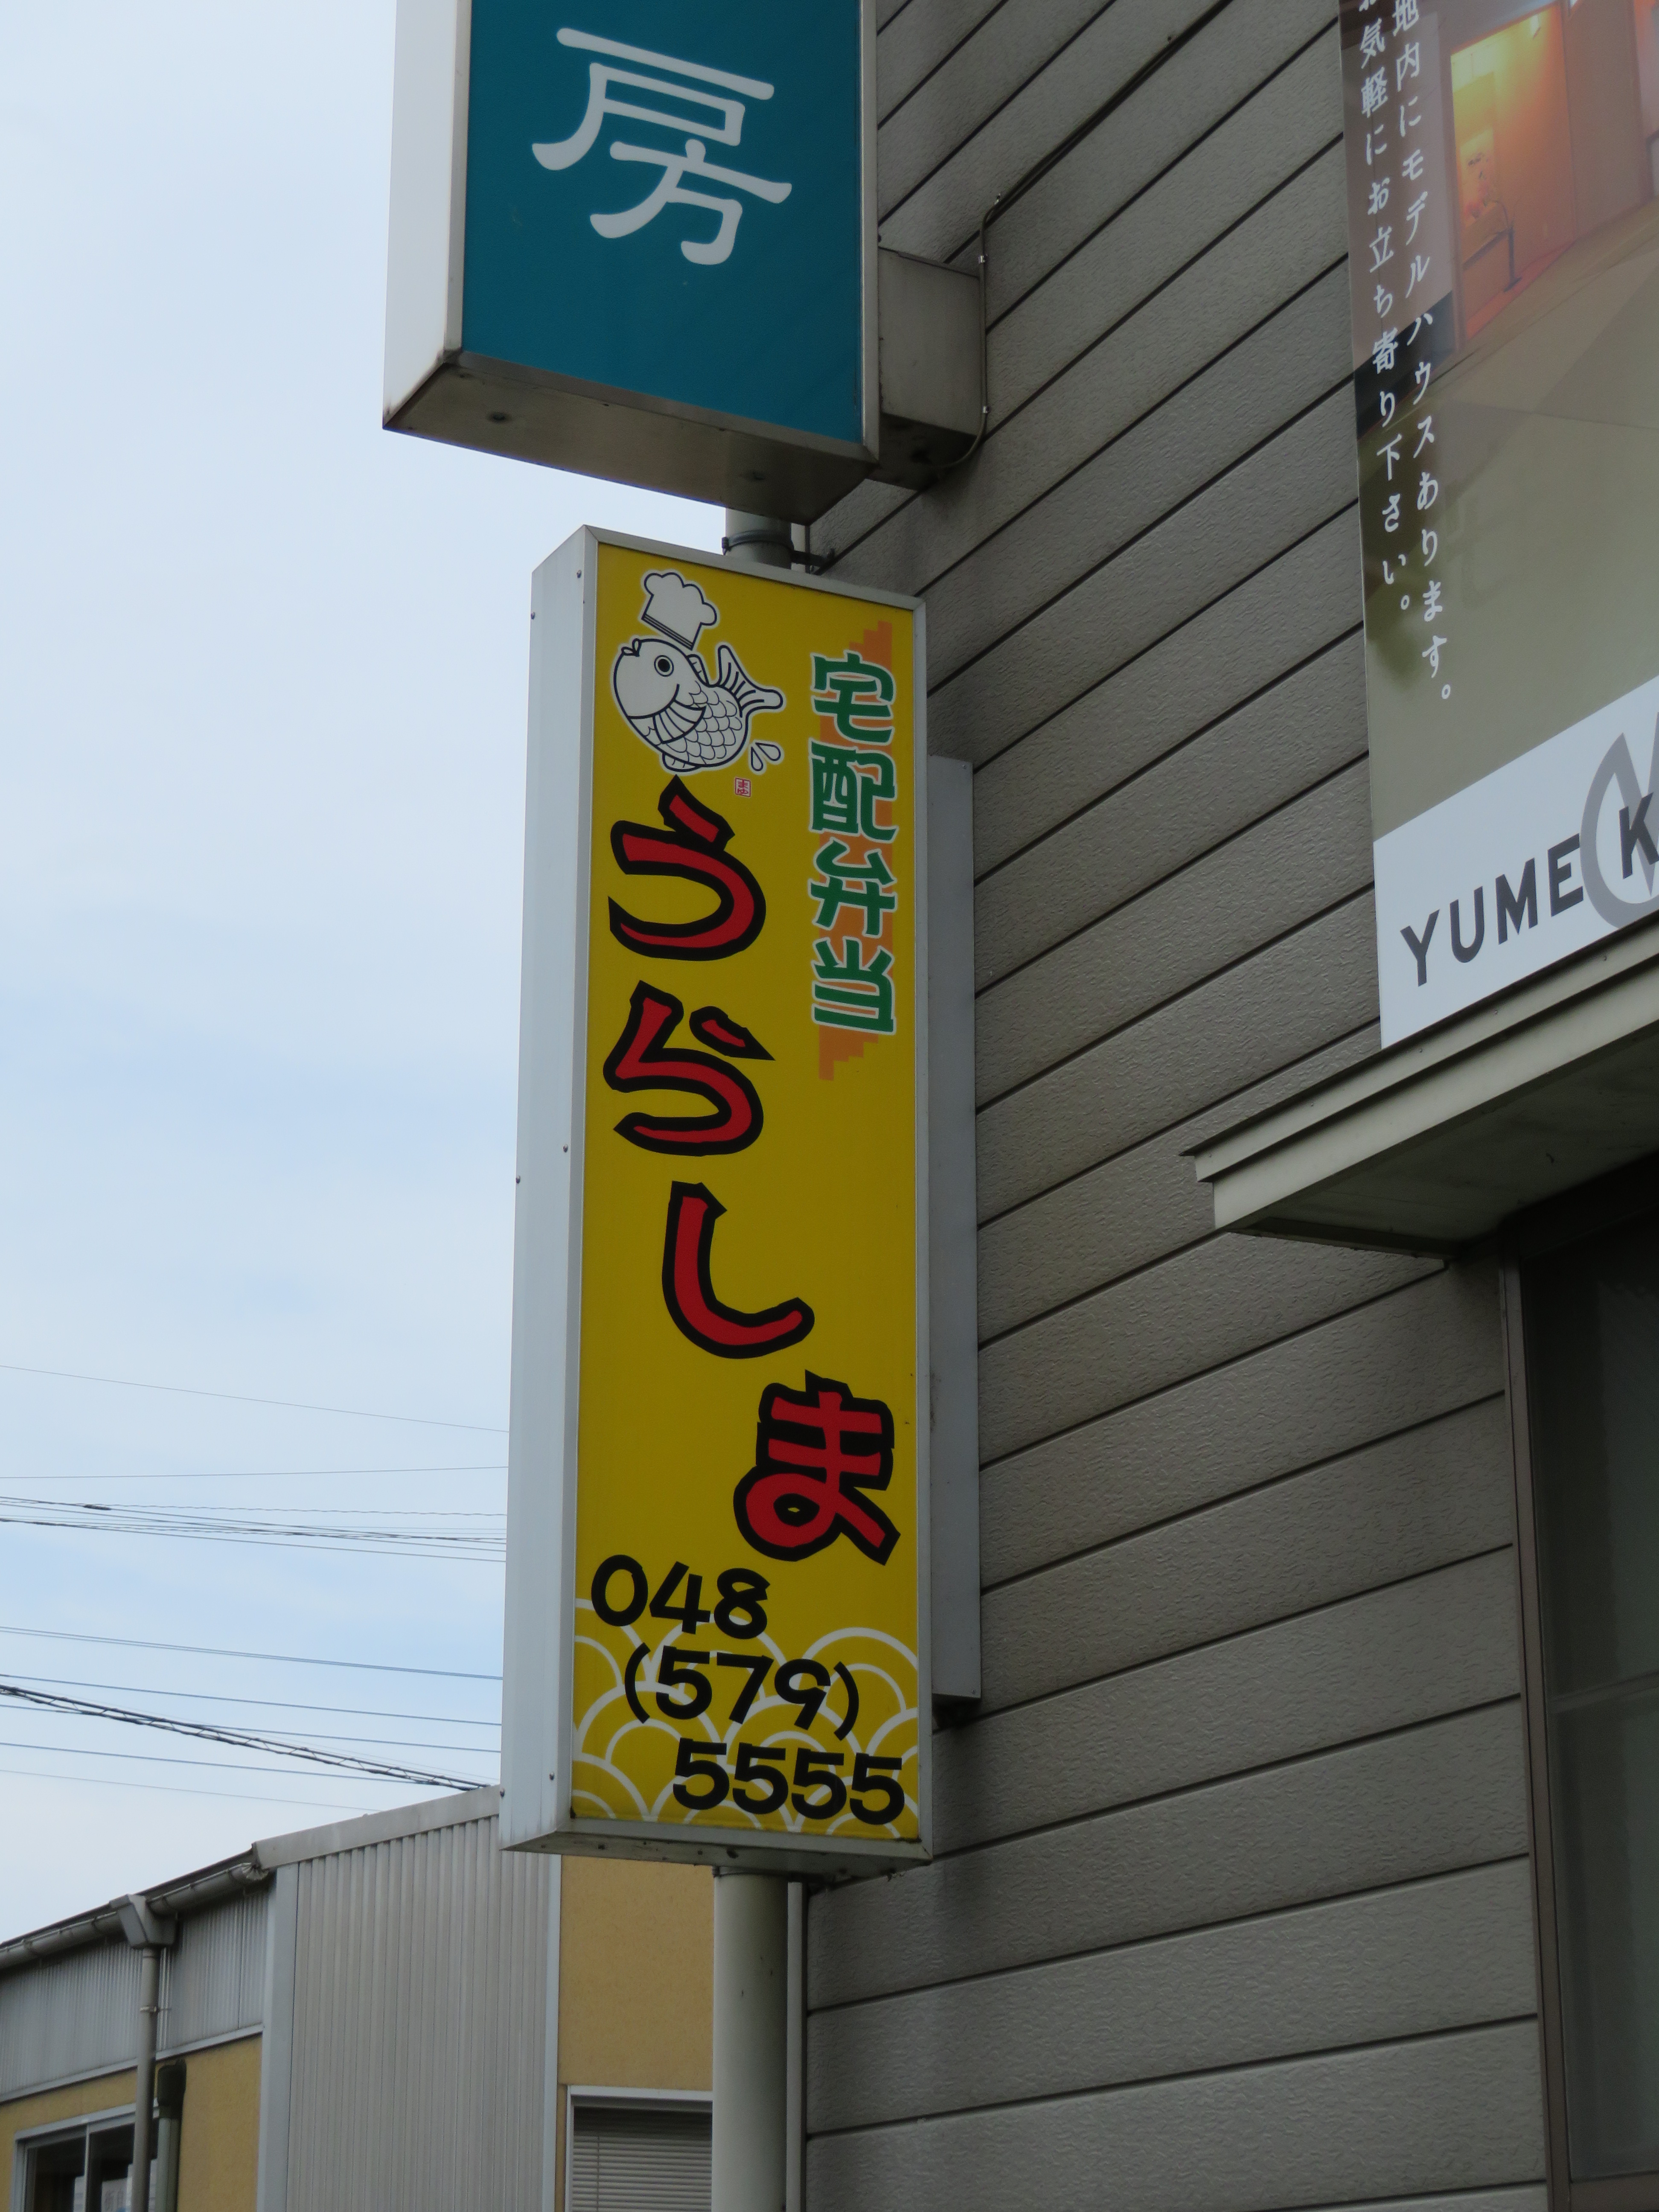 房
宅配弁当
うらしま
048
(579)
5555
地内にモデルハウスあります。
お気軽にお立ち寄り下さい。
YUME K